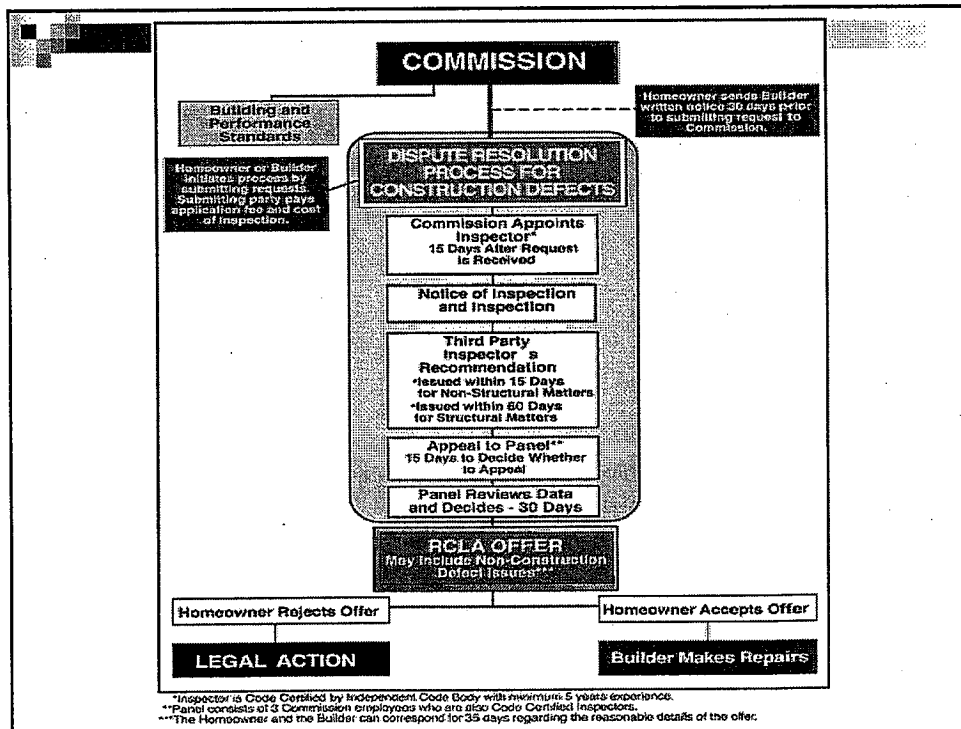 COMMISSION
Building and
Performance
Standards
Homeowner sends Builder
written notice 30 days prior
to submitting request to
Commission.
Homeowner or Builder
initiates process by
submitting requests.
Submitting party pays
application fee and cost
of inspection.
DISPUTE RESOLUTION
PROCESS FOR
CONSTRUCTION DEFECTS
Commission Appoints
Inspector*
15 Days After Request
is Received
Notice of Inspection
and Inspection
Third Party
Inspector s
Recommendation
*Issued within 15 Days
for Non-Structural Matters
*Issued within 60 Days
for Structural Matters
Appeal to Panel**
15 Days to Decide Whether
to Appeal
Panel Reviews Data
and Decides - 30 Days
RCLA OFFER
May Include Non-Construction
Defect Issues***
Homeowner Rejects Offer
Homeowner Accepts Offer
LEGAL ACTION
Builder Makes Repairs
*Inspector is Code Certified by Independent Code Body with minimum 5 years experience.
**Panel consists of 3 Commission employees who are also Code Certified Inspectors.
***The Homeowner and the Builder can correspond for 35 days regarding the reasonable details of the offer.